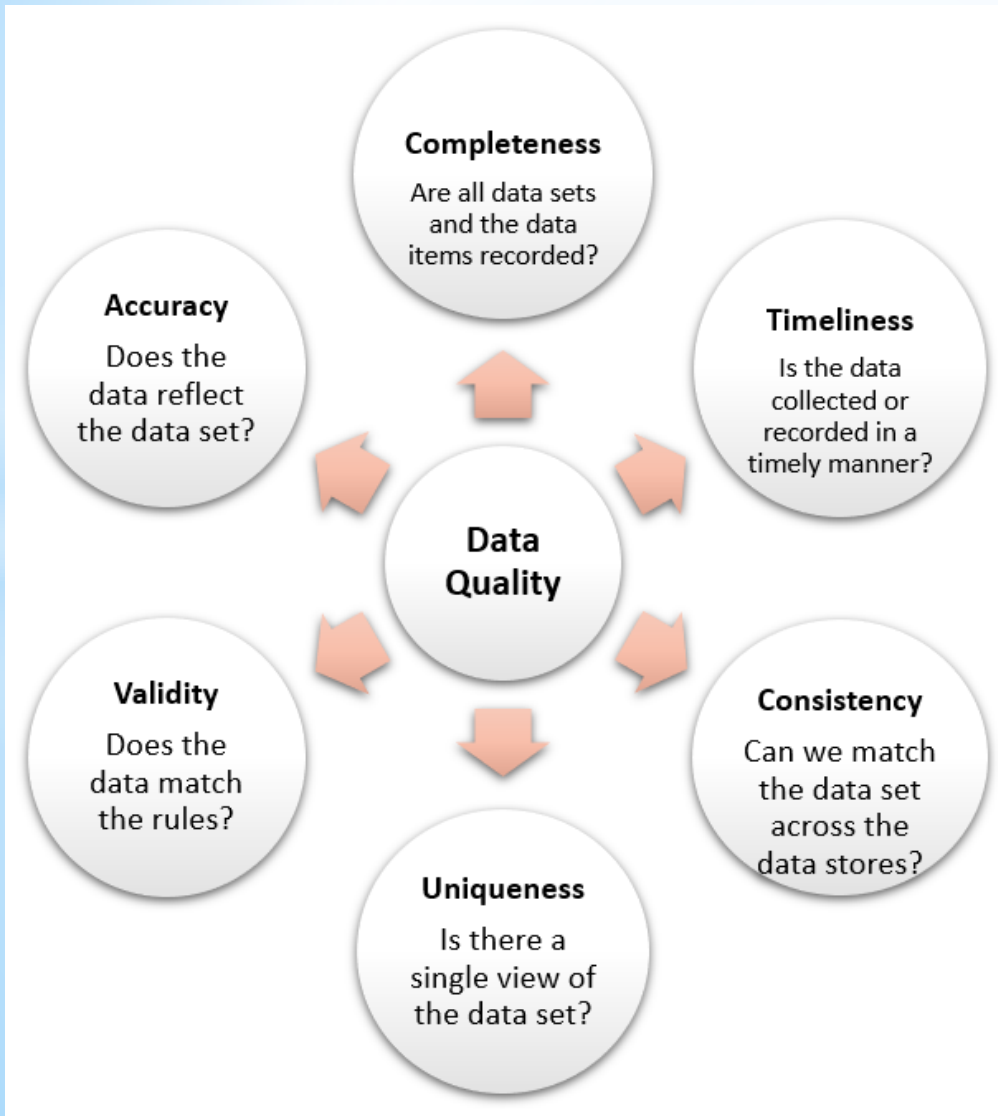 Completeness
Are all data sets
and the data
items recorded?
Timeliness
Is the data
collected or
recorded in a
timely manner?
Consistency
Can we match
the data set
across the
data stores?
Uniqueness
Is there a
single view of
the data set?
Validity
Does the
data match
the rules?
Accuracy
Does the
data reflect
the data set?
Data
Quality